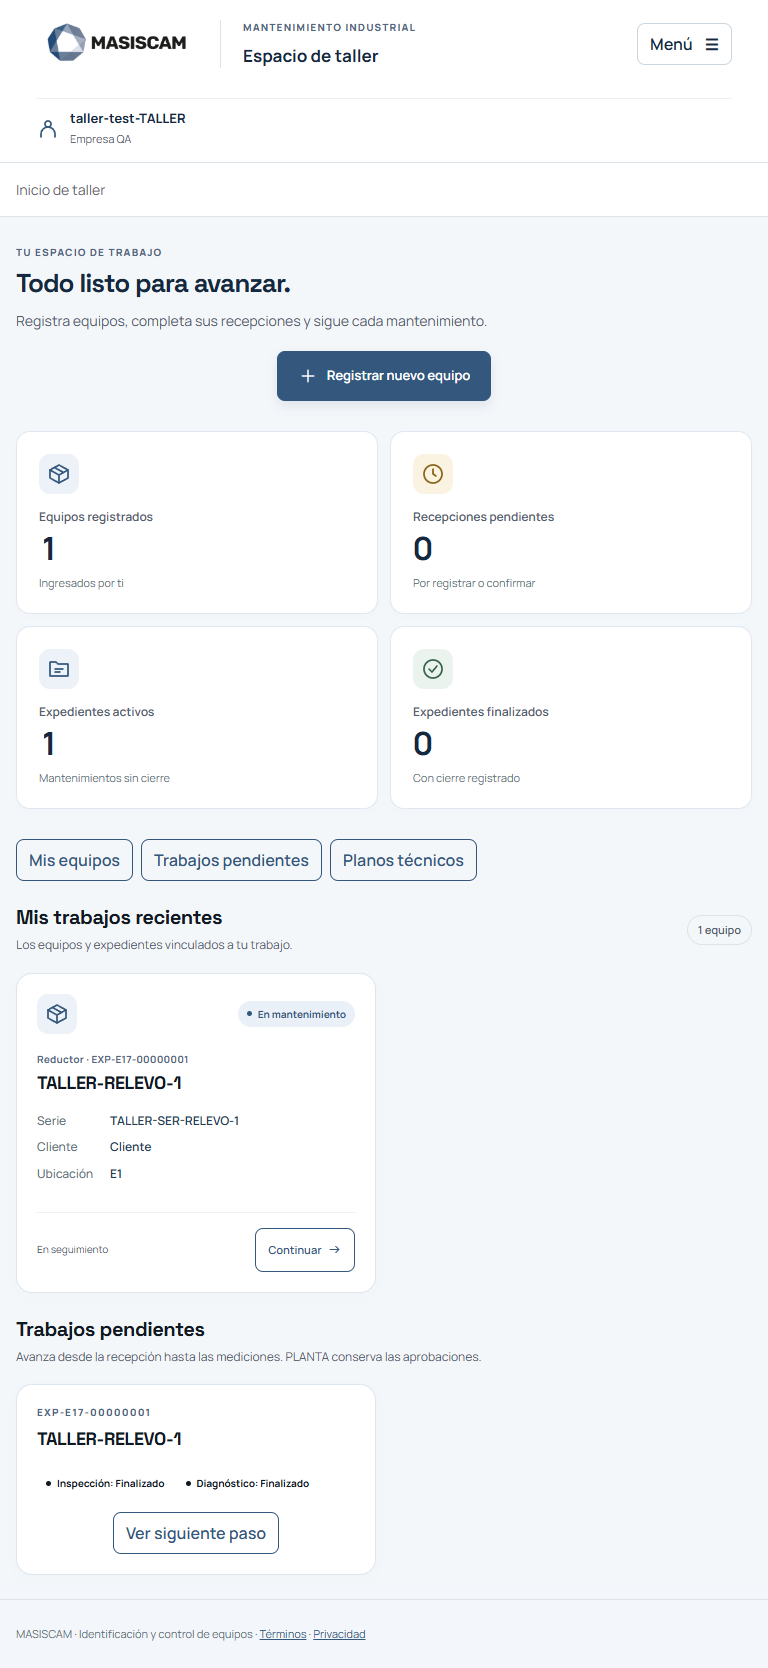 MASISCAM
MANTENIMIENTO INDUSTRIAL
Espacio de taller
Menú
taller-test-TALLER
Empresa QA
Inicio de taller
TU ESPACIO DE TRABAJO
Todo listo para avanzar.
Registra equipos, completa sus recepciones y sigue cada mantenimiento.
Registrar nuevo equipo
Equipos registrados
1
Ingresados por ti
Recepciones pendientes
0
Por registrar o confirmar
Expedientes activos
1
Mantenimientos sin cierre
Expedientes finalizados
0
Con cierre registrado
Mis equipos
Trabajos pendientes
Planos técnicos
Mis trabajos recientes
Los equipos y expedientes vinculados a tu trabajo.
1 equipo
En mantenimiento
Reductor · EXP-E17-00000001
TALLER-RELEVO-1
Serie TALLER-SER-RELEVO-1
Cliente Cliente
Ubicación E1
En seguimiento
Continuar →
Trabajos pendientes
Avanza desde la recepción hasta las mediciones. PLANTA conserva las aprobaciones.
EXP-E17-00000001
TALLER-RELEVO-1
Inspección: Finalizado
Diagnóstico: Finalizado
Ver siguiente paso
MASISCAM · Identificación y control de equipos · Términos · Privacidad